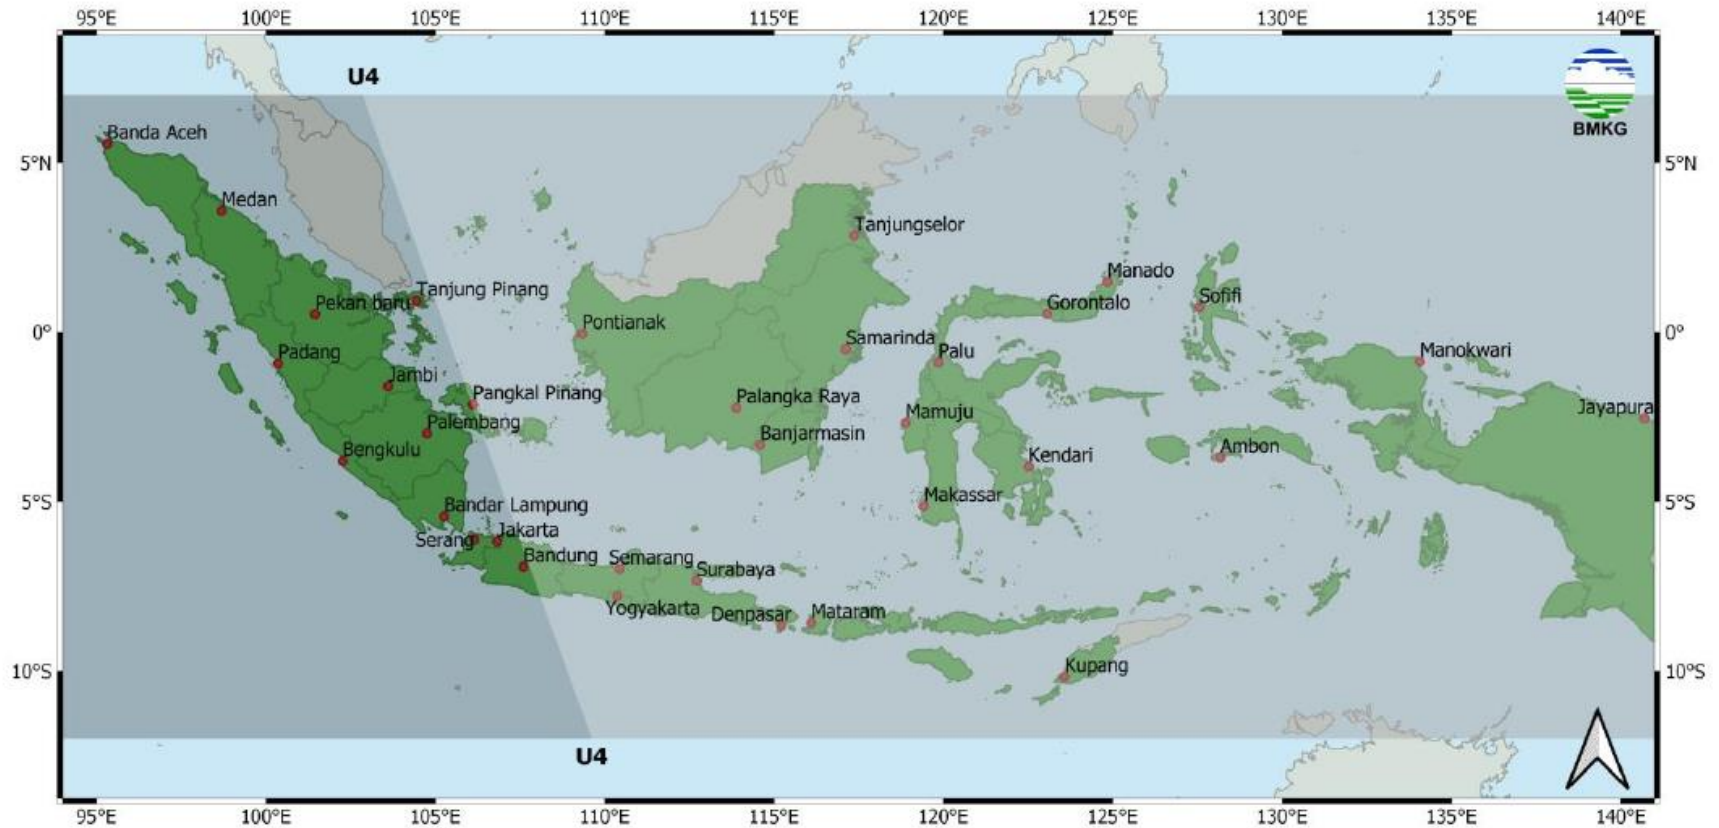 95°E 100°E 105°E 110°E 115°E 120°E 125°E 130°E 135°E 140°E
U4
BMKG
Banda Aceh
5°N 5°N
Medan
Tanjungselor
Manado
Tanjung Pinang
Pekan baru
Gorontalo
Sofifi
Pontianak
0° 0°
Samarinda
Padang
Palu
Manokwari
Jambi
Pangkal Pinang
Palangka Raya
Jayapura
Mamuju
Palembang
Banjarmasin
Bengkulu
Ambon
Kendari
Makassar
5°S 5°S
Bandar Lampung
Jakarta
Serang
Bandung
Semarang
Surabaya
Yogyakarta
Denpasar
Mataram
Kupang
10°S 10°S
U4
95°E 100°E 105°E 110°E 115°E 120°E 125°E 130°E 135°E 140°E